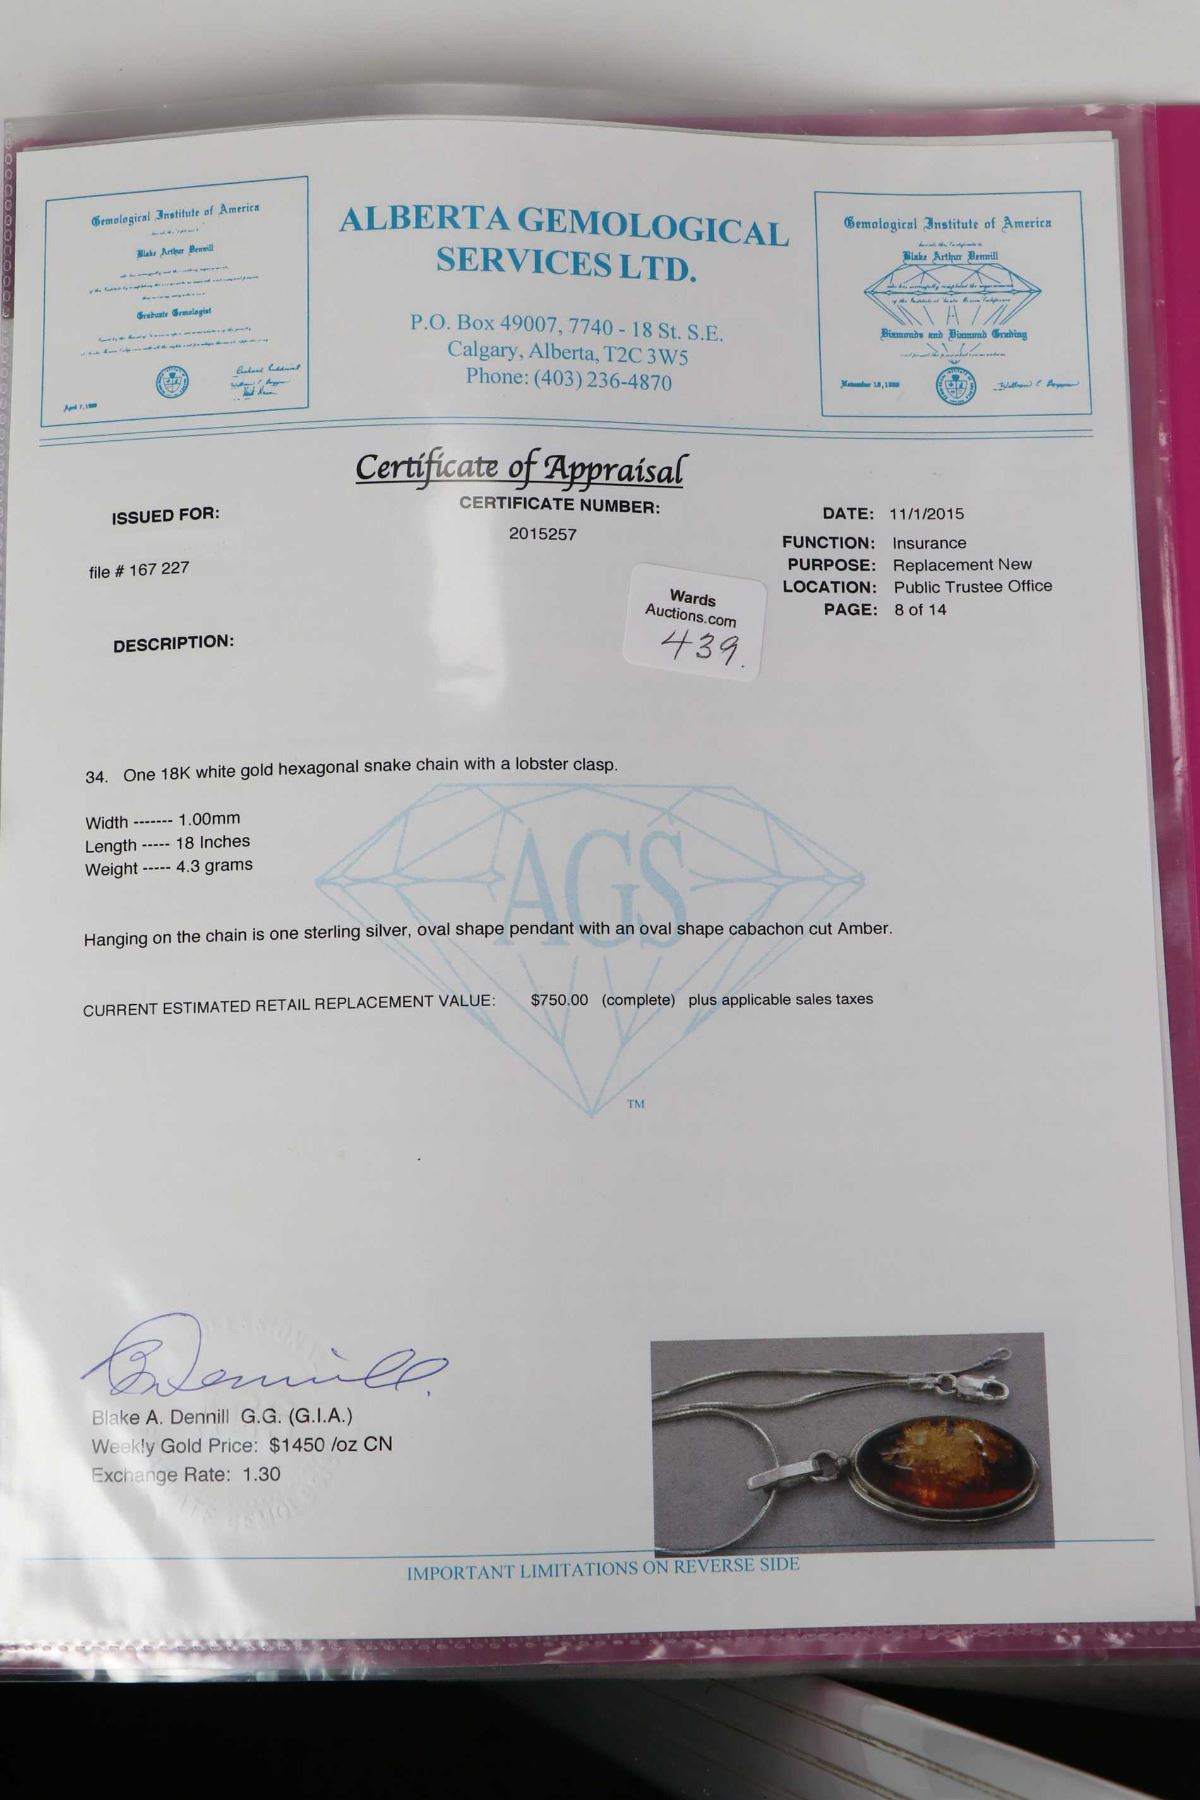 Gemological Institute of America
Blake Arthur Dennill
Graduate Gemologist
April 7, 1989
ALBERTA GEMOLOGICAL
SERVICES LTD.
P.O. Box 49007, 7740 - 18 St. S.E.
Calgary, Alberta, T2C 3W5
Phone: (403) 236-4870
Gemological Institute of America
Blake Arthur Dennill
Diamonds and Diamond Grading
Certificate of Appraisal
ISSUED FOR:
file # 167 227
CERTIFICATE NUMBER:
2015257
DATE: 11/1/2015
FUNCTION: Insurance
PURPOSE: Replacement New
LOCATION: Public Trustee Office
PAGE: 8 of 14
Wards
Auctions.com
439.
DESCRIPTION:
34. One 18K white gold hexagonal snake chain with a lobster clasp.
Width ------- 1.00mm
Length ----- 18 Inches
Weight ----- 4.3 grams
AGS
Hanging on the chain is one sterling silver, oval shape pendant with an oval shape cabachon cut Amber.
CURRENT ESTIMATED RETAIL REPLACEMENT VALUE: $750.00 (complete) plus applicable sales taxes
TM
B Dennill.
Blake A. Dennill G.G. (G.I.A.)
Weekly Gold Price: $1450 /oz CN
Exchange Rate: 1.30
IMPORTANT LIMITATIONS ON REVERSE SIDE